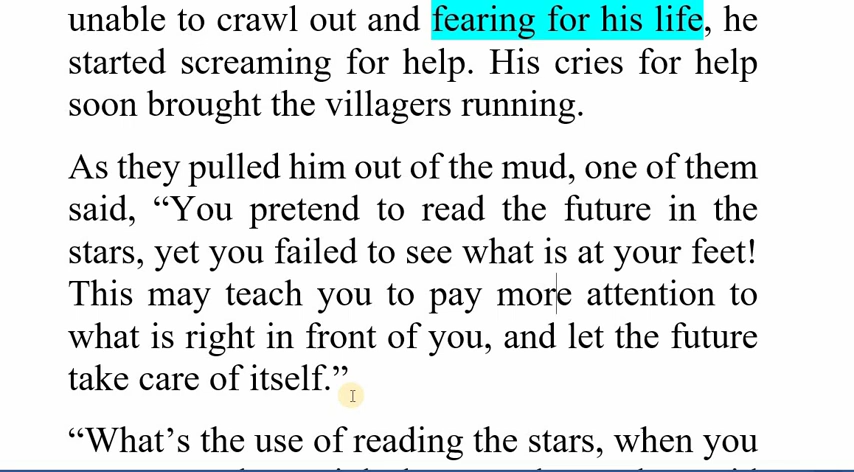 unable to crawl out and fearing for his life, he
started screaming for help. His cries for help
soon brought the villagers running.
As they pulled him out of the mud, one of them
said, “You pretend to read the future in the
stars, yet you failed to see what is at your feet!
This may teach you to pay more attention to
what is right in front of you, and let the future
take care of itself.”
“What’s the use of reading the stars, when you